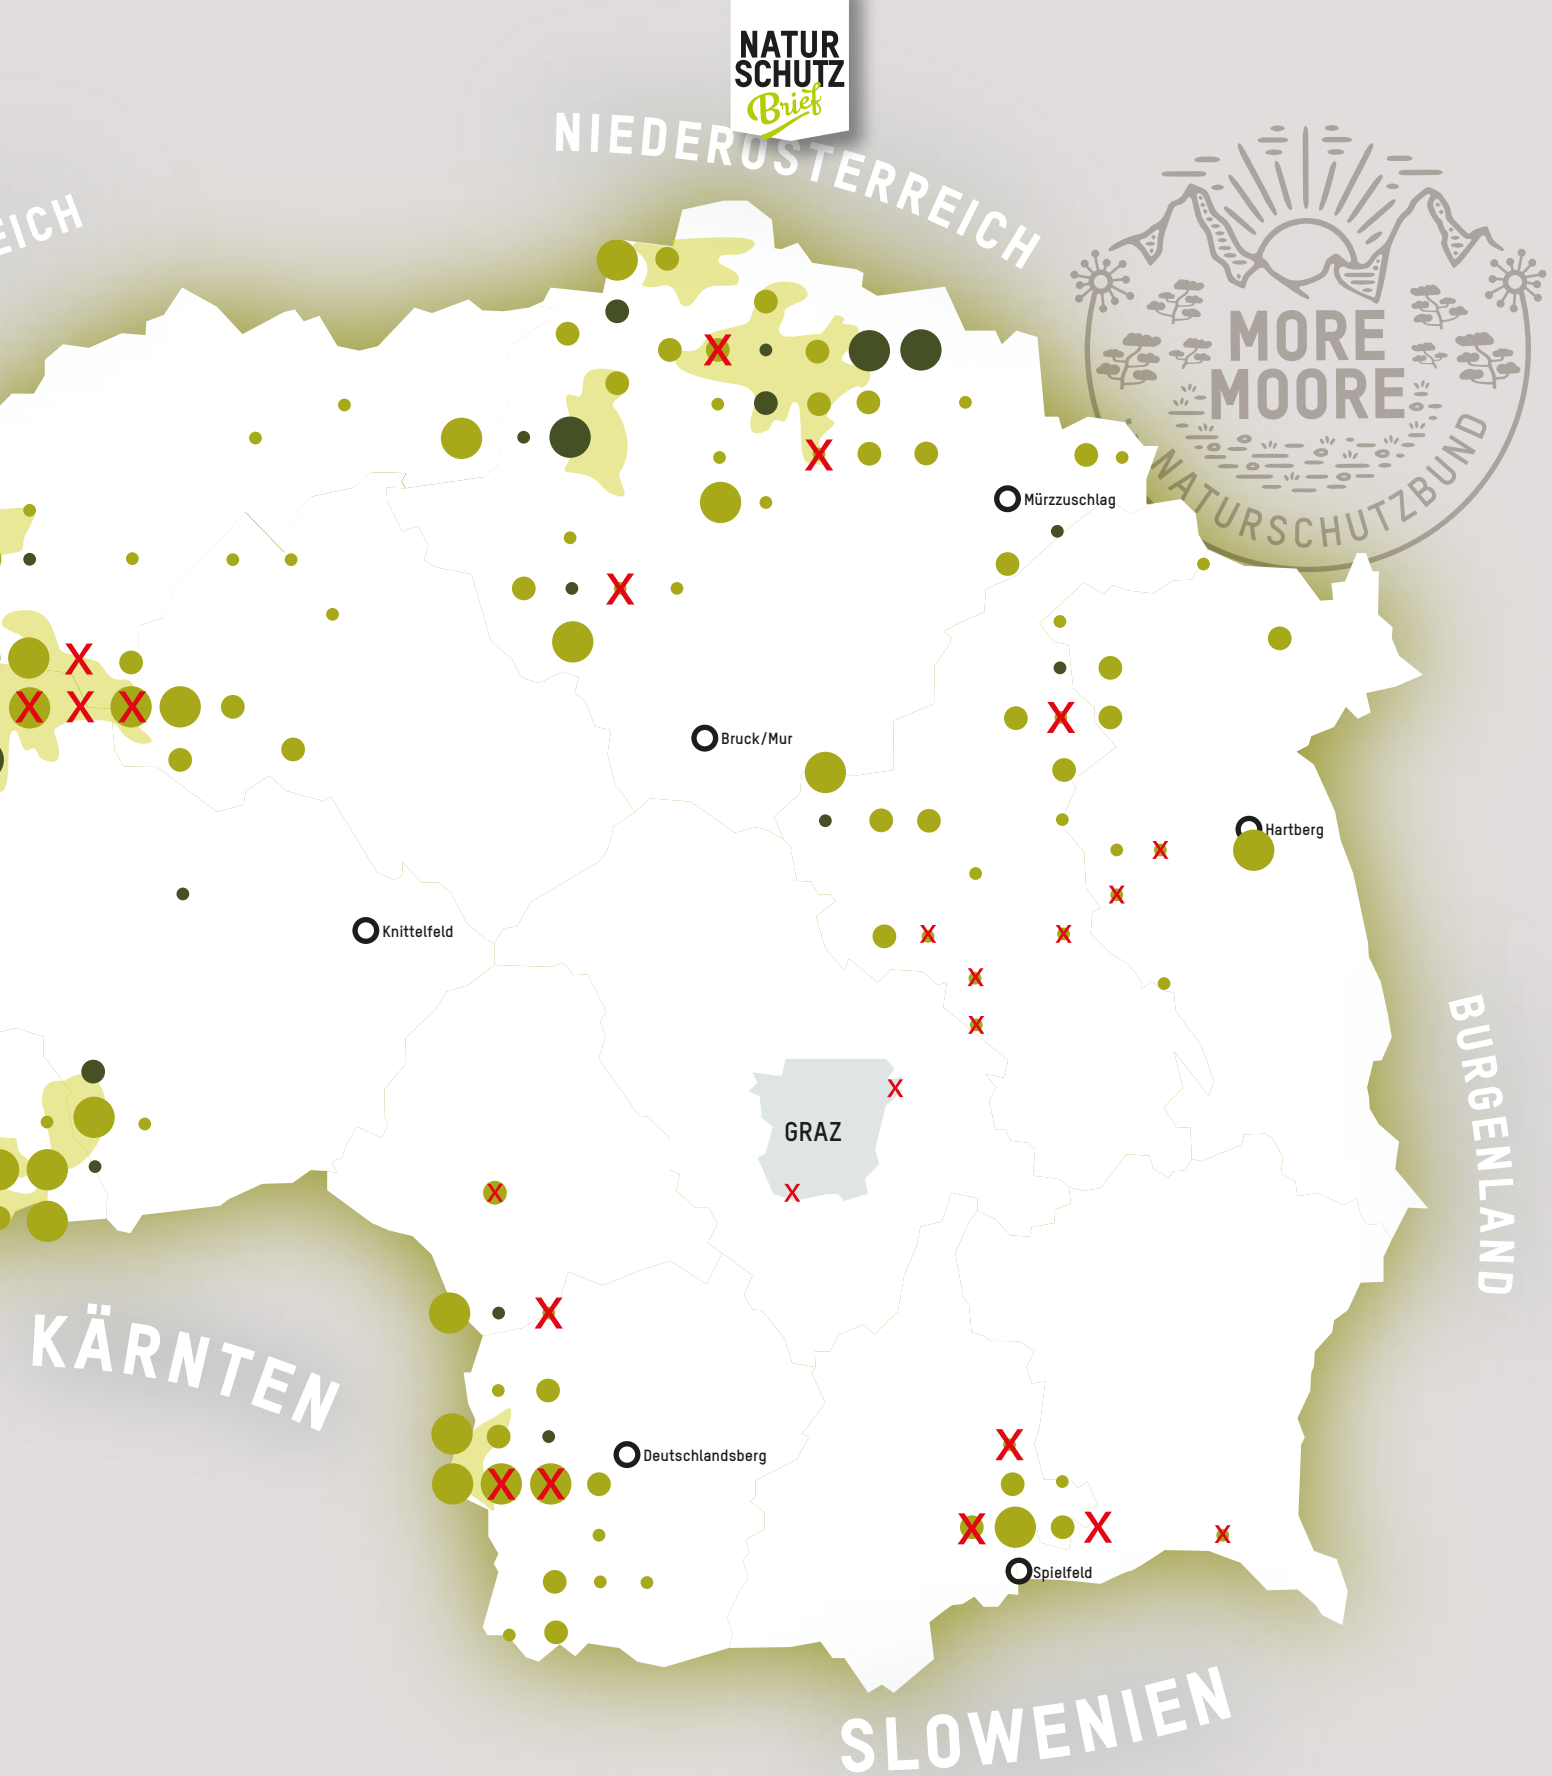 NATUR
SCHUTZ
Brief
NIEDERÖSTERREICH
EICH
MORE
MOORE
NATURSCHUTZBUND
X
X
Mürzzuschlag
X
X
X X X
Bruck/Mur
X
Hartberg
X
X
Knittelfeld
X
X
X
X
BURGENLAND
X
GRAZ
X
X
X
KÄRNTEN
X
Deutschlandsberg
X X
X X
X
Spielfeld
SLOWENIEN